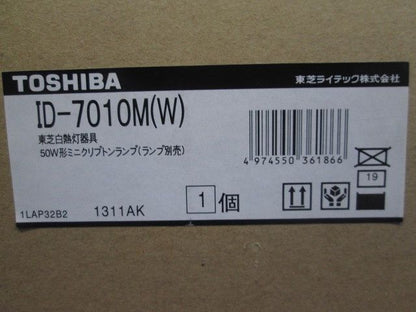 TOSHIBA
東芝ライテック株式会社
ID-7010M(W)
東芝白熱灯器具
50W形ミニクリプトンランプ(ランプ別売)
4 974550 361866
19
1個
1LAP32B2
1311AK